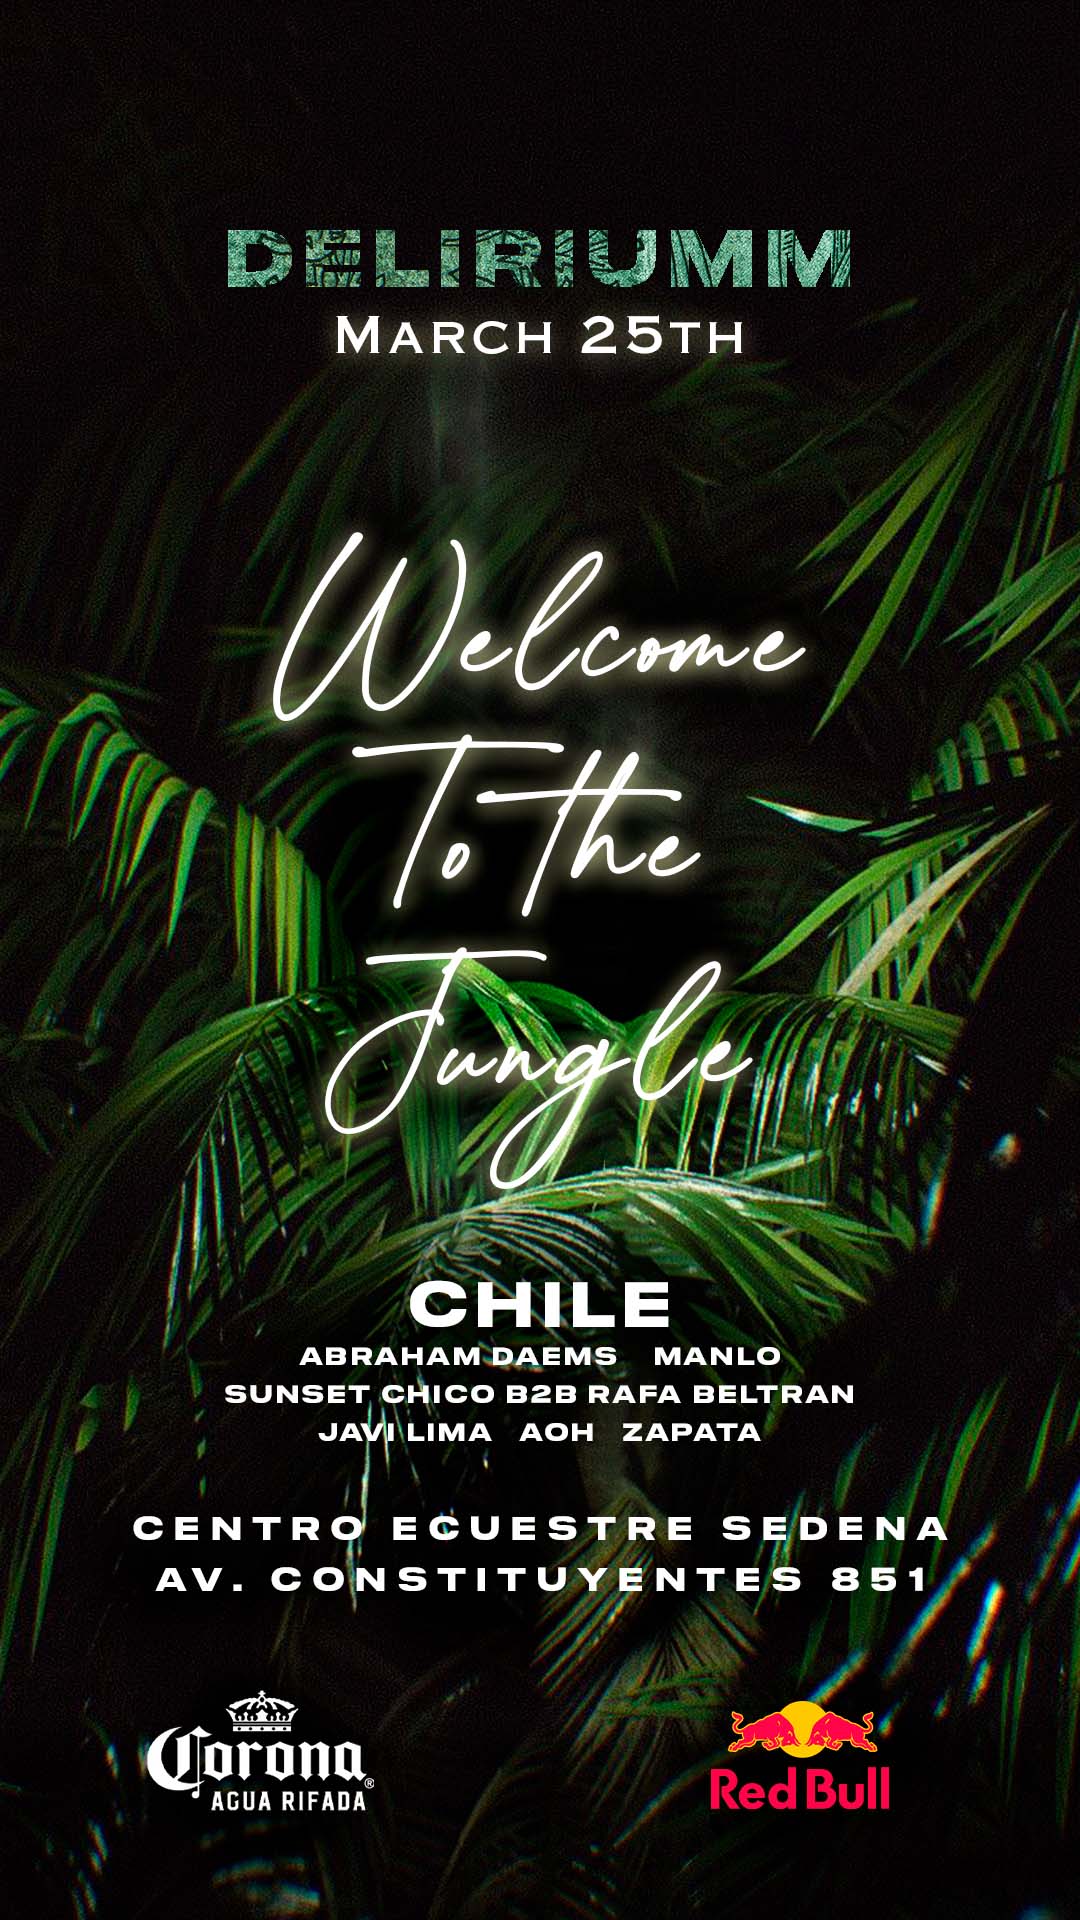 DELIRIUMM
MARCH 25TH
Welcome
To The
Jungle
CHILE
ABRAHAM DAEMS MANLO
SUNSET CHICO B2B RAFA BELTRAN
JAVI LIMA AOH ZAPATA
CENTRO ECUESTRE SEDENA
AV. CONSTITUYENTES 851
Corona®
AGUA RIFADA
Red Bull